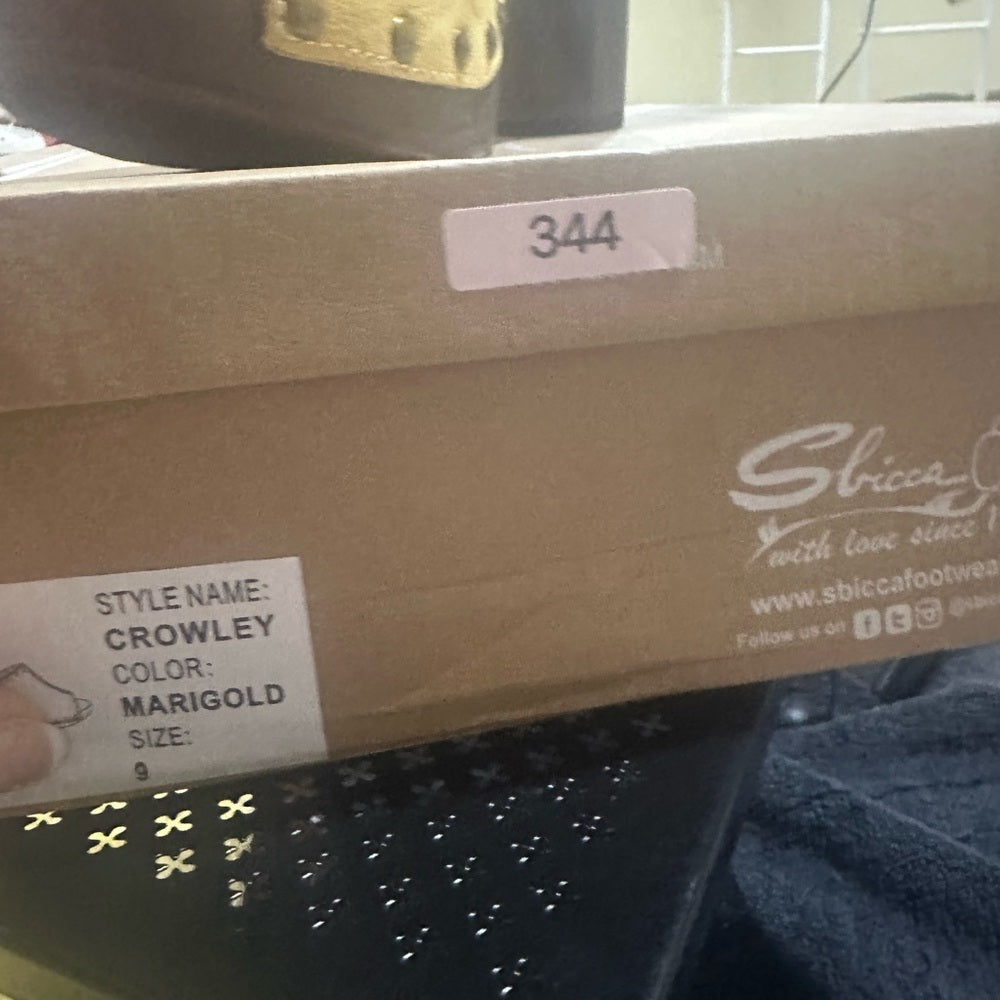 344
Sbicca
with love since
www.sbiccafootwea
Follow us on
STYLE NAME:
CROWLEY
COLOR:
MARIGOLD
SIZE:
9